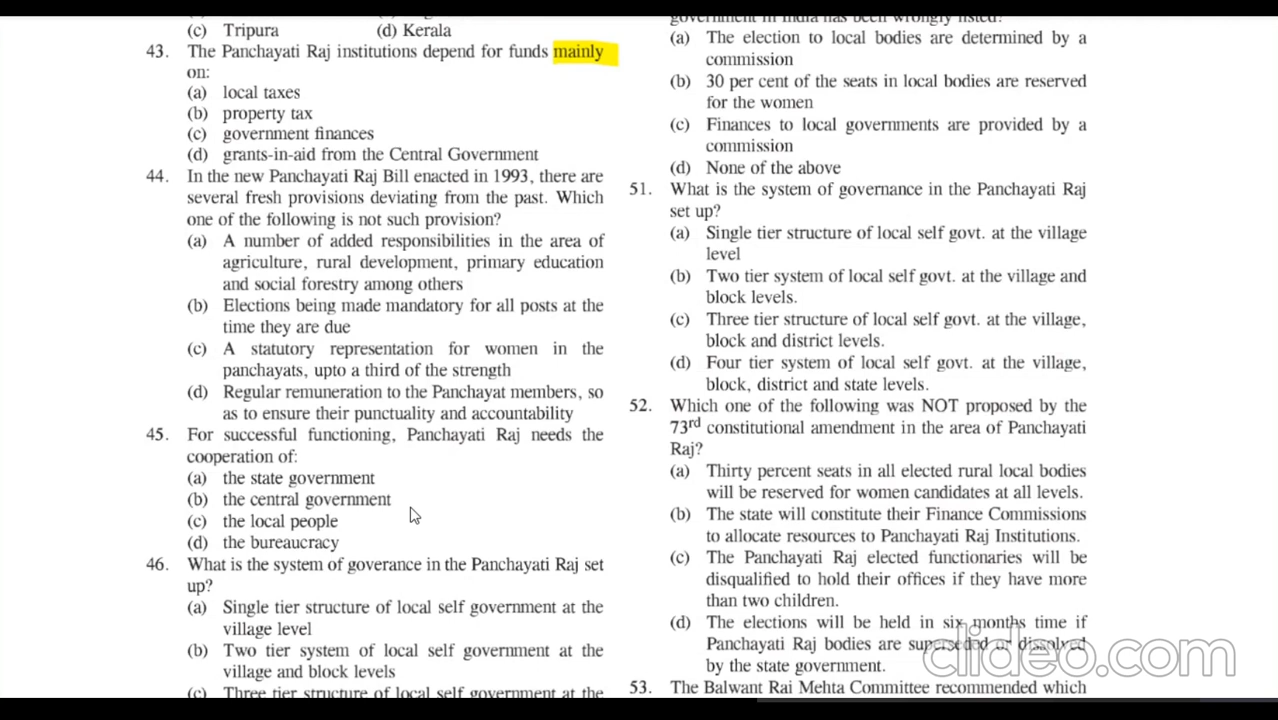 (c) Tripura (d) Kerala
43. The Panchayati Raj institutions depend for funds mainly
on:
(a) local taxes
(b) property tax
(c) government finances
(d) grants-in-aid from the Central Government
44. In the new Panchayati Raj Bill enacted in 1993, there are
several fresh provisions deviating from the past. Which
one of the following is not such provision?
(a) A number of added responsibilities in the area of
agriculture, rural development, primary education
and social forestry among others
(b) Elections being made mandatory for all posts at the
time they are due
(c) A statutory representation for women in the
panchayats, upto a third of the strength
(d) Regular remuneration to the Panchayat members, so
as to ensure their punctuality and accountability
45. For successful functioning, Panchayati Raj needs the
cooperation of:
(a) the state government
(b) the central government
(c) the local people
(d) the bureaucracy
46. What is the system of goverance in the Panchayati Raj set
up?
(a) Single tier structure of local self government at the
village level
(b) Two tier system of local self government at the
village and block levels
(c) Three tier structure of local self government at the
government in India has been wrongly listed?
(a) The election to local bodies are determined by a
commission
(b) 30 per cent of the seats in local bodies are reserved
for the women
(c) Finances to local governments are provided by a
commission
(d) None of the above
51. What is the system of governance in the Panchayati Raj
set up?
(a) Single tier structure of local self govt. at the village
level
(b) Two tier system of local self govt. at the village and
block levels.
(c) Three tier structure of local self govt. at the village,
block and district levels.
(d) Four tier system of local self govt. at the village,
block, district and state levels.
52. Which one of the following was NOT proposed by the
73rd constitutional amendment in the area of Panchayati
Raj?
(a) Thirty percent seats in all elected rural local bodies
will be reserved for women candidates at all levels.
(b) The state will constitute their Finance Commissions
to allocate resources to Panchayati Raj Institutions.
(c) The Panchayati Raj elected functionaries will be
disqualified to hold their offices if they have more
than two children.
(d) The elections will be held in six months time if
Panchayati Raj bodies are superseded or dissolved
by the state government.
53. The Balwant Rai Mehta Committee recommended which
clideo.com